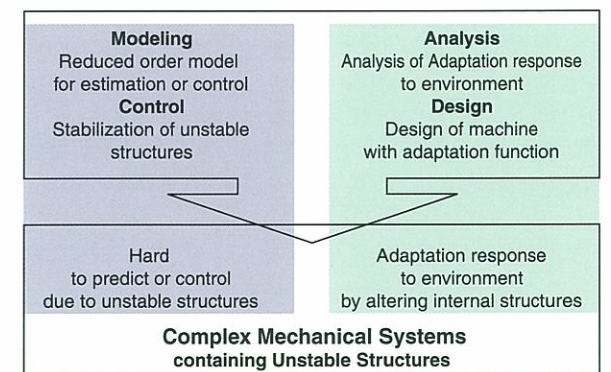 Modeling
Reduced order model
for estimation or control
Control
Stabilization of unstable
structures
Analysis
Analysis of Adaptation response
to environment
Design
Design of machine
with adaptation function
Hard
to predict or control
due to unstable structures
Adaptation response
to environment
by altering internal structures
Complex Mechanical Systems
containing Unstable Structures